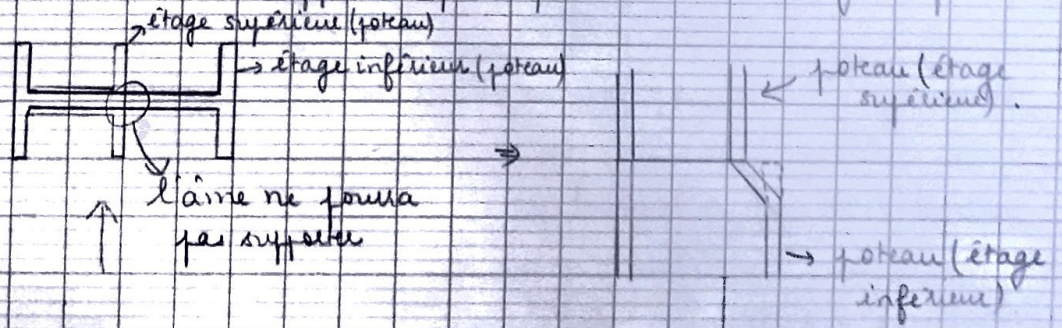 étage supérieur (poteau)
étage inférieur (poteau)
l'âme ne pourra
pas supporter
poteau (étage
supérieur).
poteau (étage
inférieur)